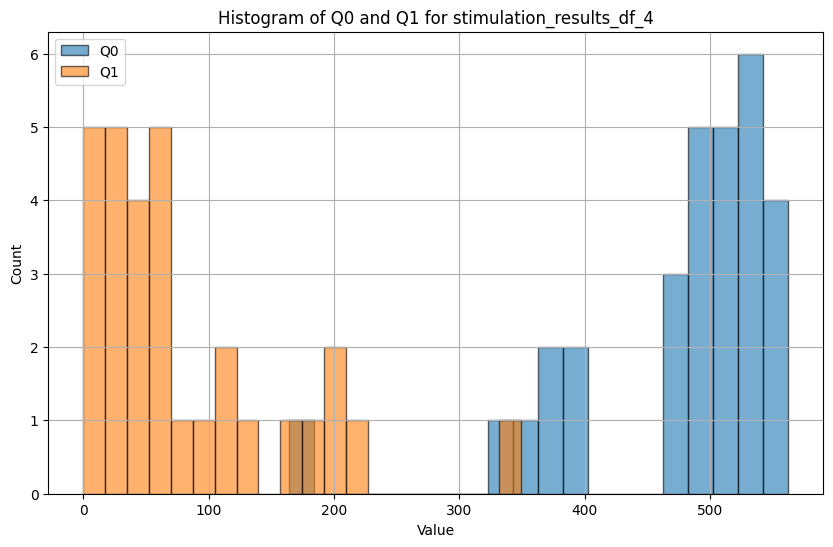 Histogram of Q0 and Q1 for stimulation_results_df_4
Q0
Q1
6
5
4
3
2
1
0
Count
0 100 200 300 400 500
Value